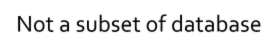 Not a subset of database